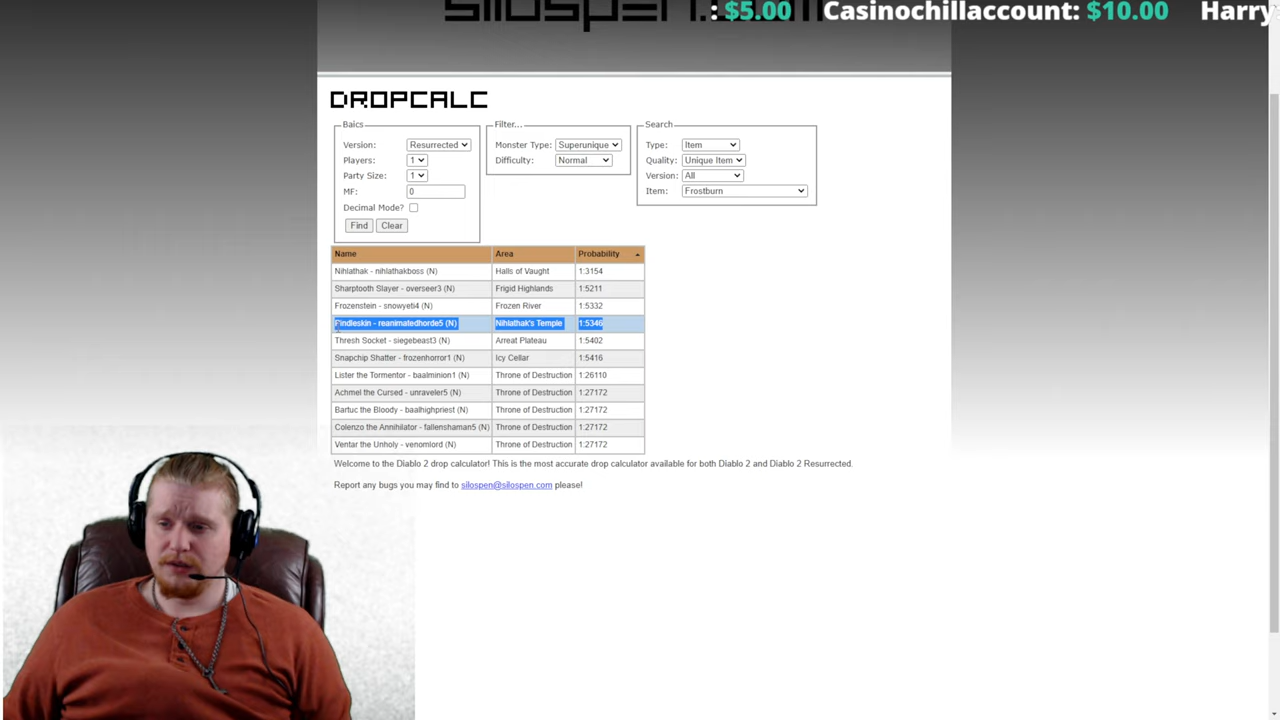 silospen.com
: $5.00 Casinochillaccount: $10.00 Harry
DROPCALC
Baics
Version: Resurrected
Players: 1
Party Size: 1
MF: 0
Decimal Mode?
Find Clear
Filter...
Monster Type: Superunique
Difficulty: Normal
Search
Type: Item
Quality: Unique Item
Version: All
Item: Frostburn
Name Area Probability
Nihlathak - nihlathakboss (N) Halls of Vaught 1:3154
Sharptooth Slayer - overseer3 (N) Frigid Highlands 1:5211
Frozenstein - snowyeti4 (N) Frozen River 1:5332
Pindleskin - reanimatedhorde5 (N) Nihlathak's Temple 1:5346
Thresh Socket - siegebeast3 (N) Arreat Plateau 1:5402
Snapchip Shatter - frozenhorror1 (N) Icy Cellar 1:5416
Lister the Tormentor - baalminion1 (N) Throne of Destruction 1:26110
Achmel the Cursed - unraveler5 (N) Throne of Destruction 1:27172
Bartuc the Bloody - baalhighpriest (N) Throne of Destruction 1:27172
Colenzo the Annihilator - fallenshaman5 (N) Throne of Destruction 1:27172
Ventar the Unholy - venomlord (N) Throne of Destruction 1:27172
Welcome to the Diablo 2 drop calculator! This is the most accurate drop calculator available for both Diablo 2 and Diablo 2 Resurrected.
Report any bugs you may find to silospen@silospen.com please!